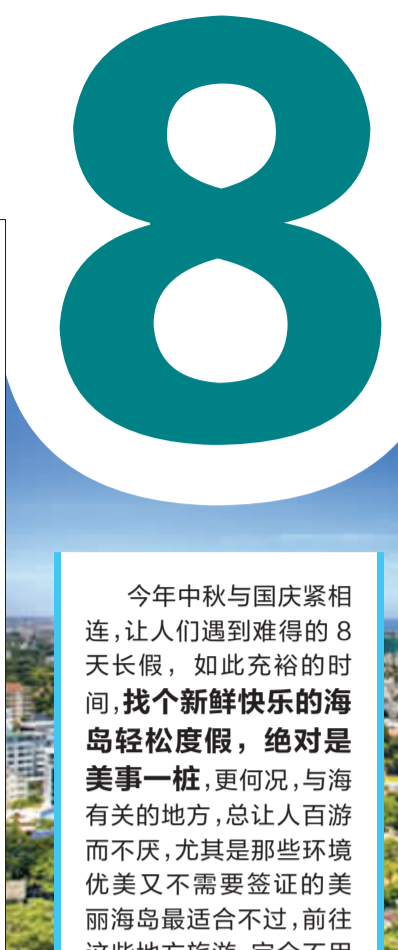 8
今年中秋与国庆紧相
连,让人们遇到难得的 8
天长假，如此充裕的时
间,找个新鲜快乐的海
岛轻松度假，绝对是
美事一桩,更何况,与海
有关的地方,总让人百游
而不厌,尤其是那些环境
优美又不需要签证的美
丽海岛最适合不过,前往